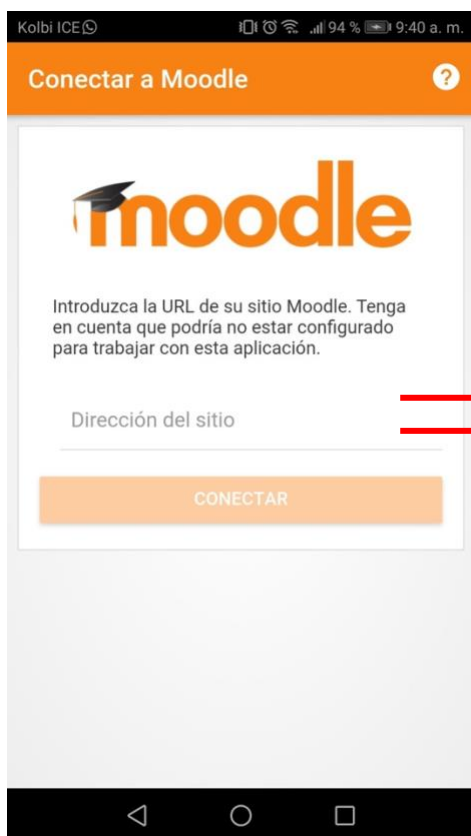 Kolbi ICE 94 % 9:40 a. m.
Conectar a Moodle ?
moodle
Introduzca la URL de su sitio Moodle. Tenga
en cuenta que podría no estar configurado
para trabajar con esta aplicación.
Dirección del sitio
CONECTAR